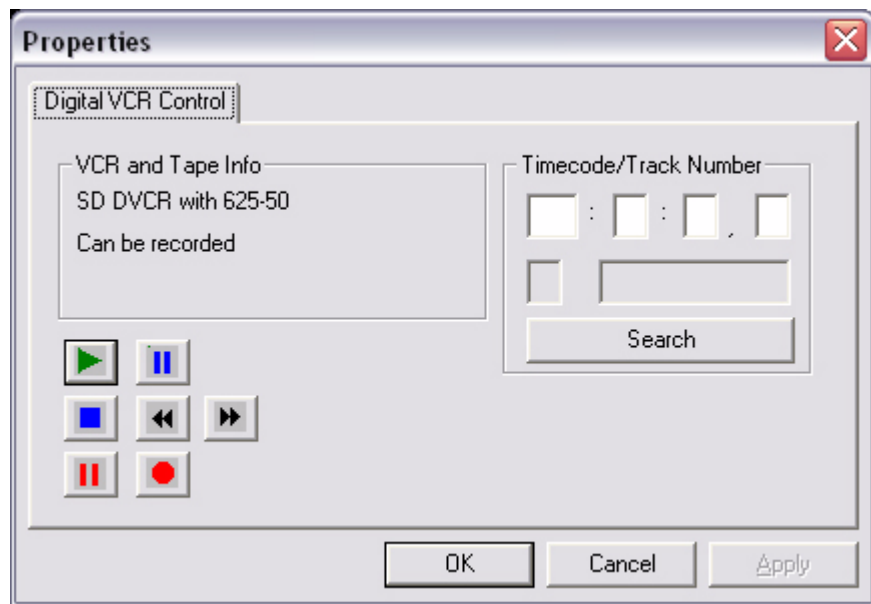 Properties
Digital VCR Control
VCR and Tape Info
SD DVCR with 625-50
Can be recorded
Timecode/Track Number
: : ,
Search
OK Cancel Apply